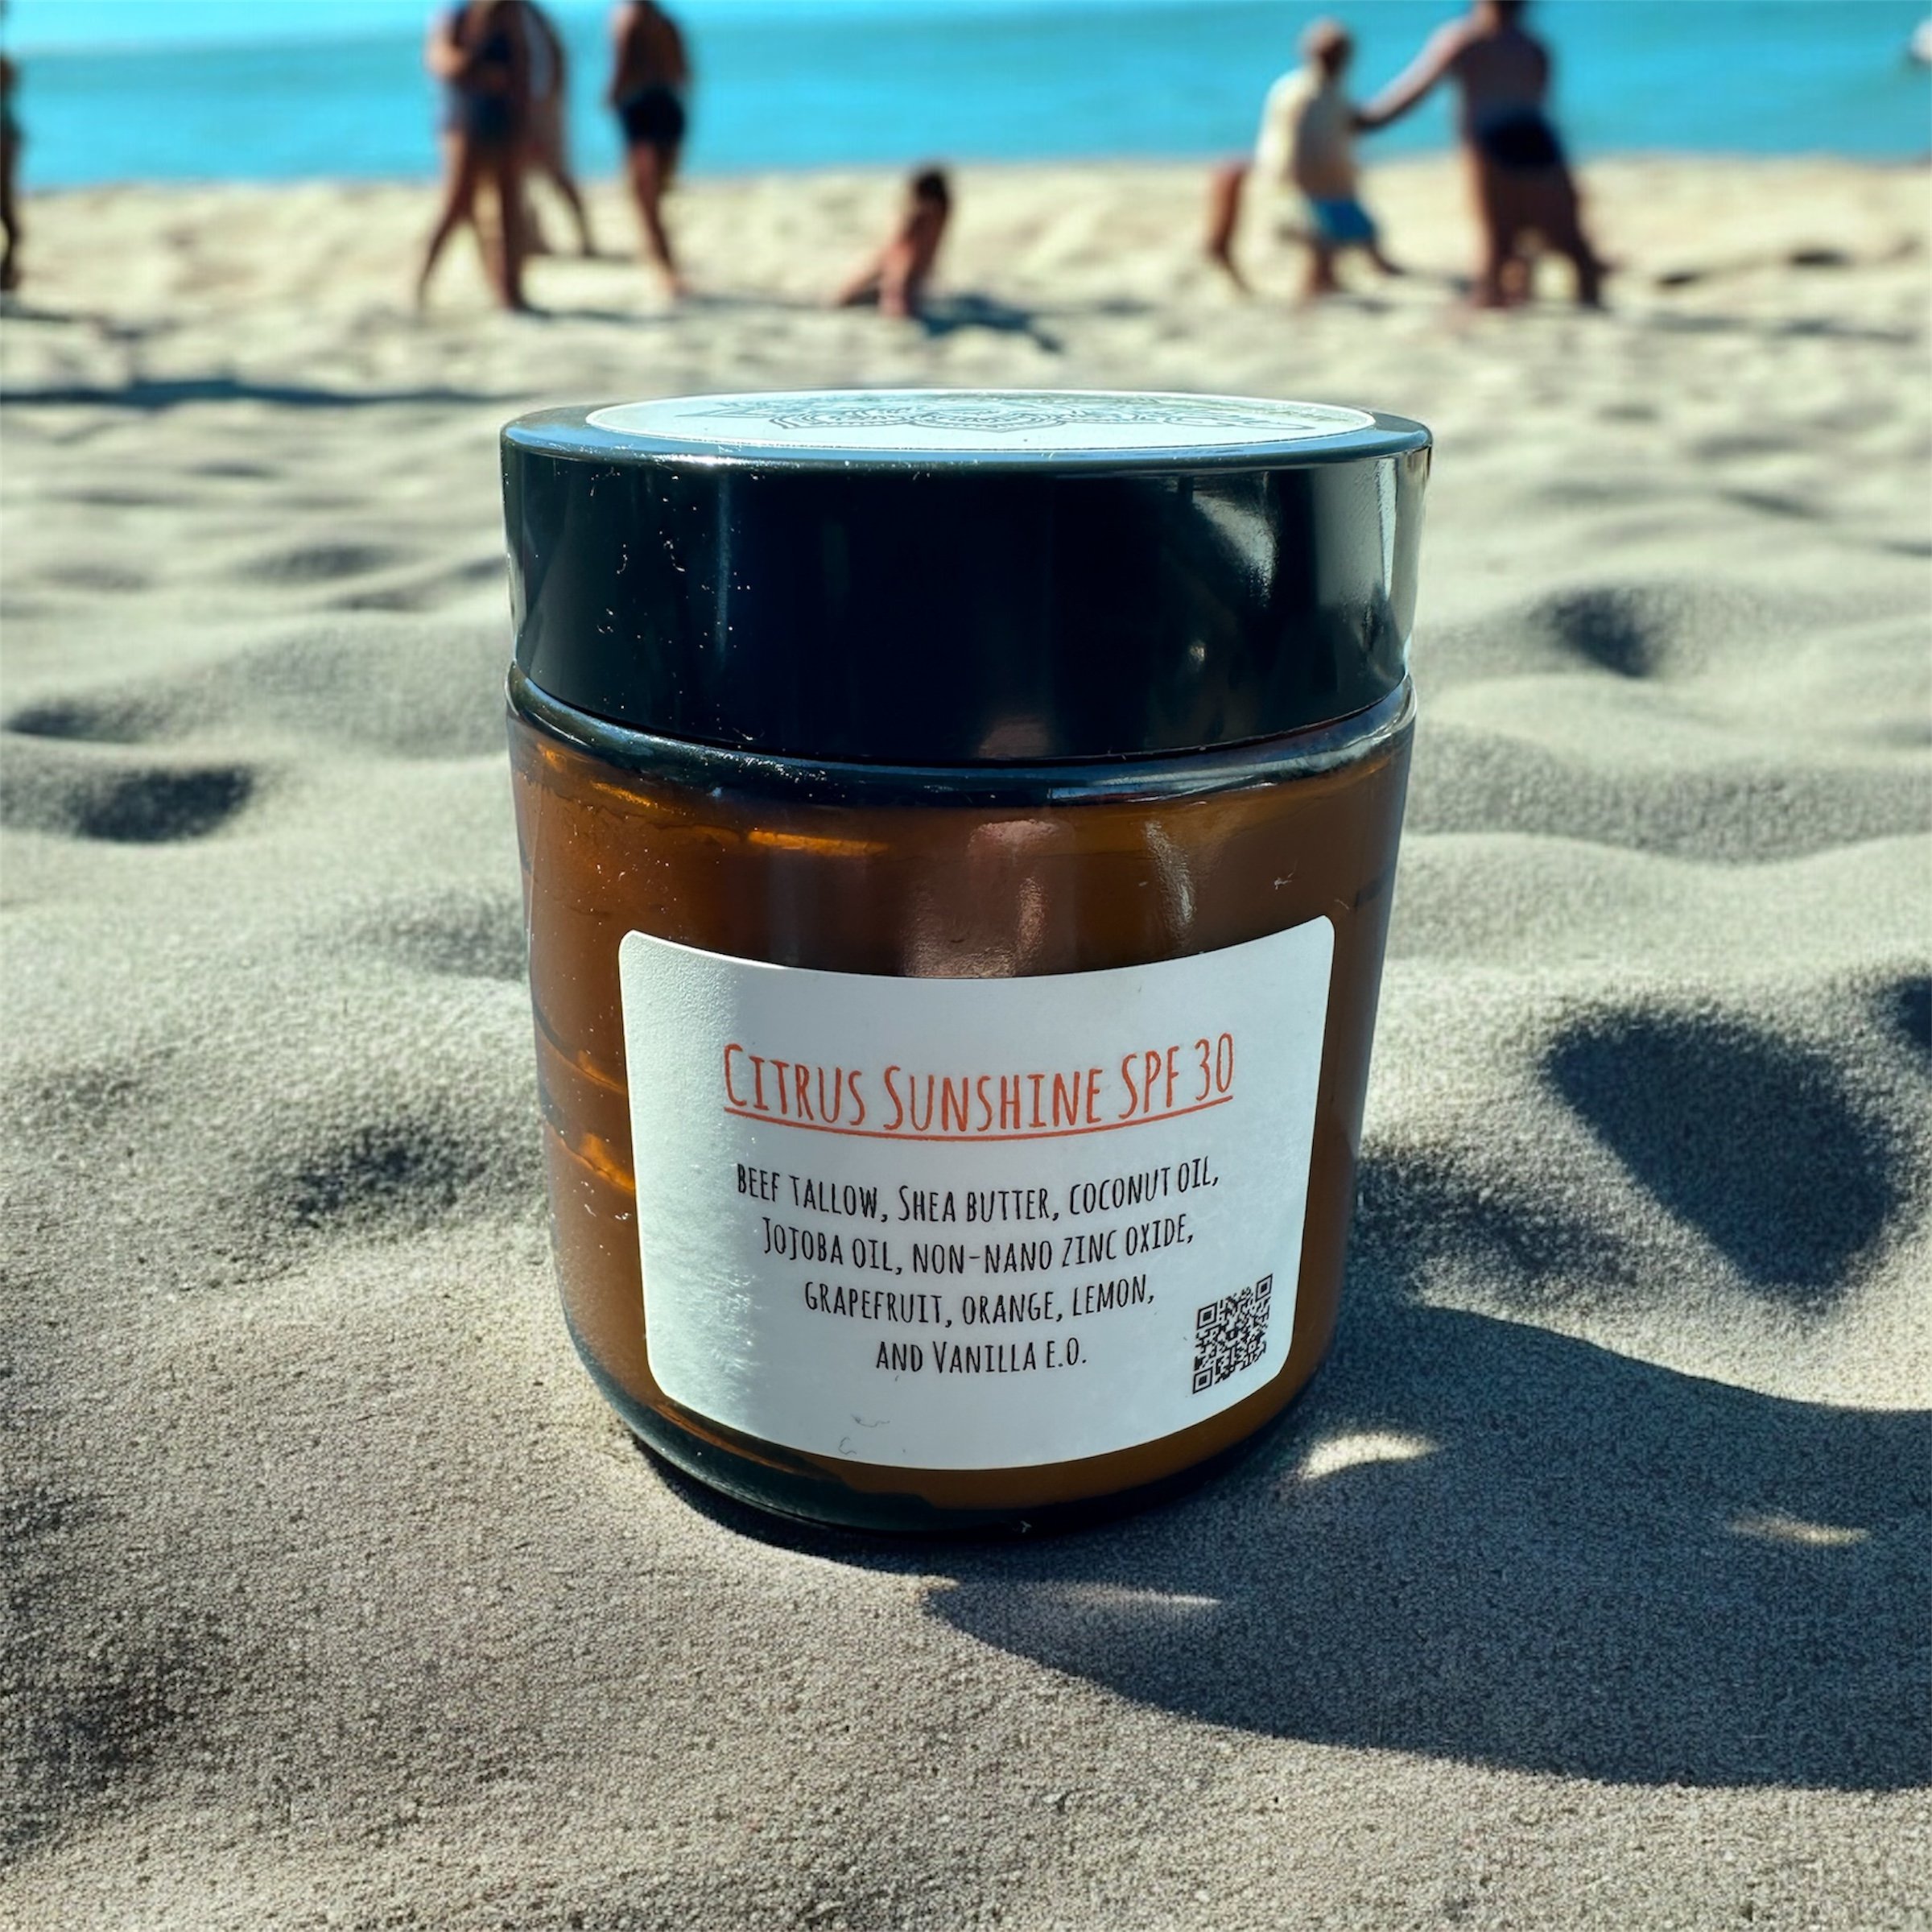 Citrus Sunshine SPF 30
Beef tallow, Shea butter, coconut oil,
Jojoba oil, non-nano zinc oxide,
grapefruit, orange, lemon,
and Vanilla E.O.